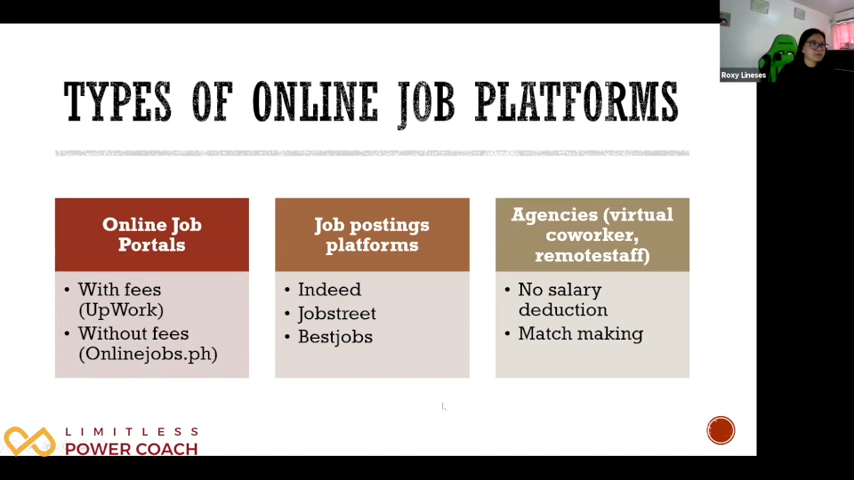 TYPES OF ONLINE JOB PLATFORMS
Roxy Lineses
Online Job
Portals
• With fees
(UpWork)
• Without fees
(Onlinejobs.ph)
Job postings
platforms
• Indeed
• Jobstreet
• Bestjobs
Agencies (virtual
coworker,
remotestaff)
• No salary
deduction
• Match making
LIMITLESS
POWER COACH